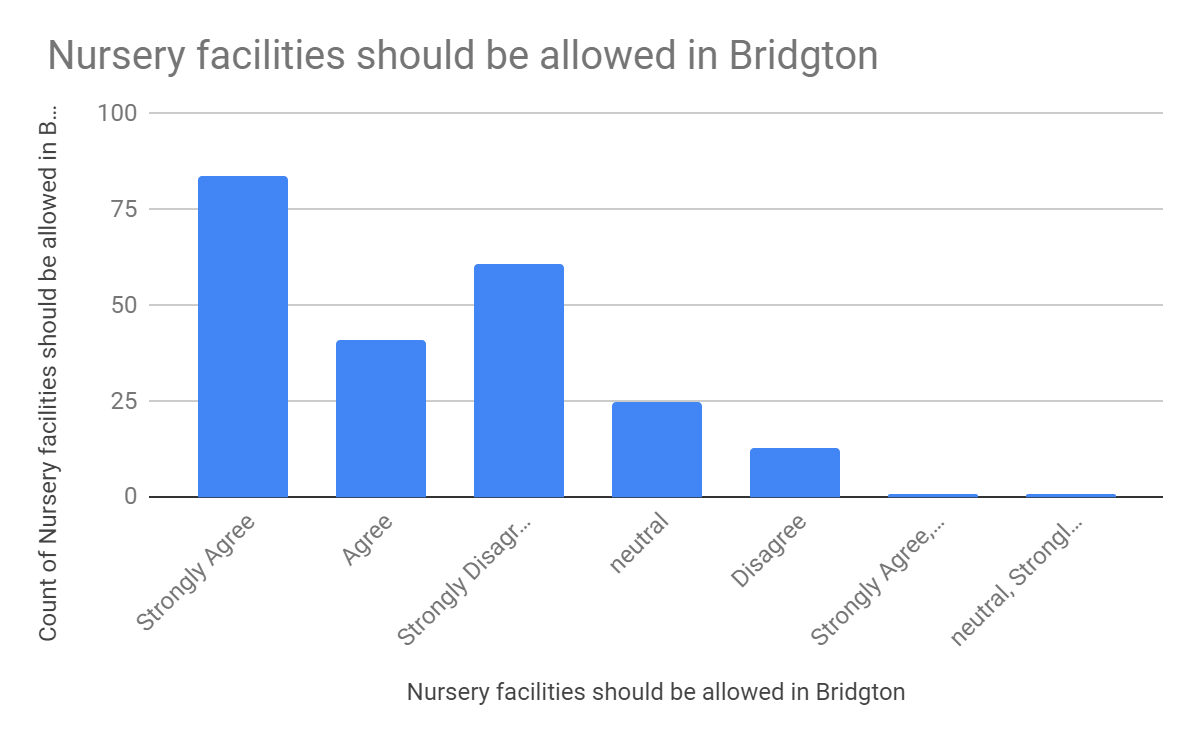 Nursery facilities should be allowed in Bridgton
Count of Nursery facilities should be allowed in B...
100
75
50
25
0
Strongly Agree
Agree
Strongly Disagr...
neutral
Disagree
Strongly Agree,...
neutral, Strongl...
Nursery facilities should be allowed in Bridgton